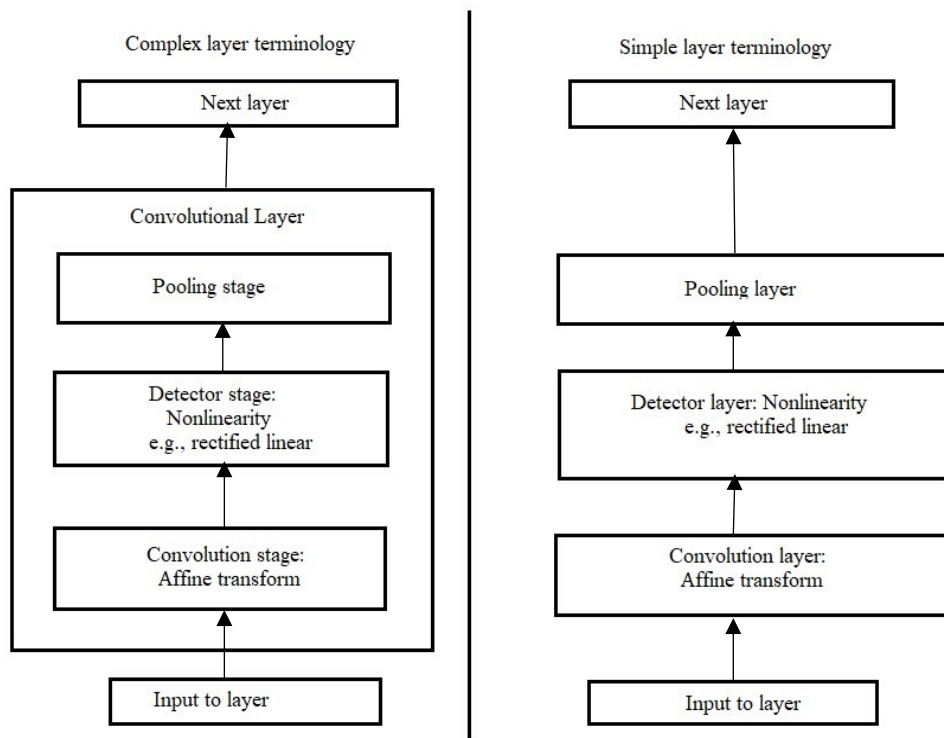 Complex layer terminology
Next layer
Convolutional Layer
Pooling stage
Detector stage:
Nonlinearity
e.g., rectified linear
Convolution stage:
Affine transform
Input to layer
Simple layer terminology
Next layer
Pooling layer
Detector layer: Nonlinearity
e.g., rectified linear
Convolution layer:
Affine transform
Input to layer